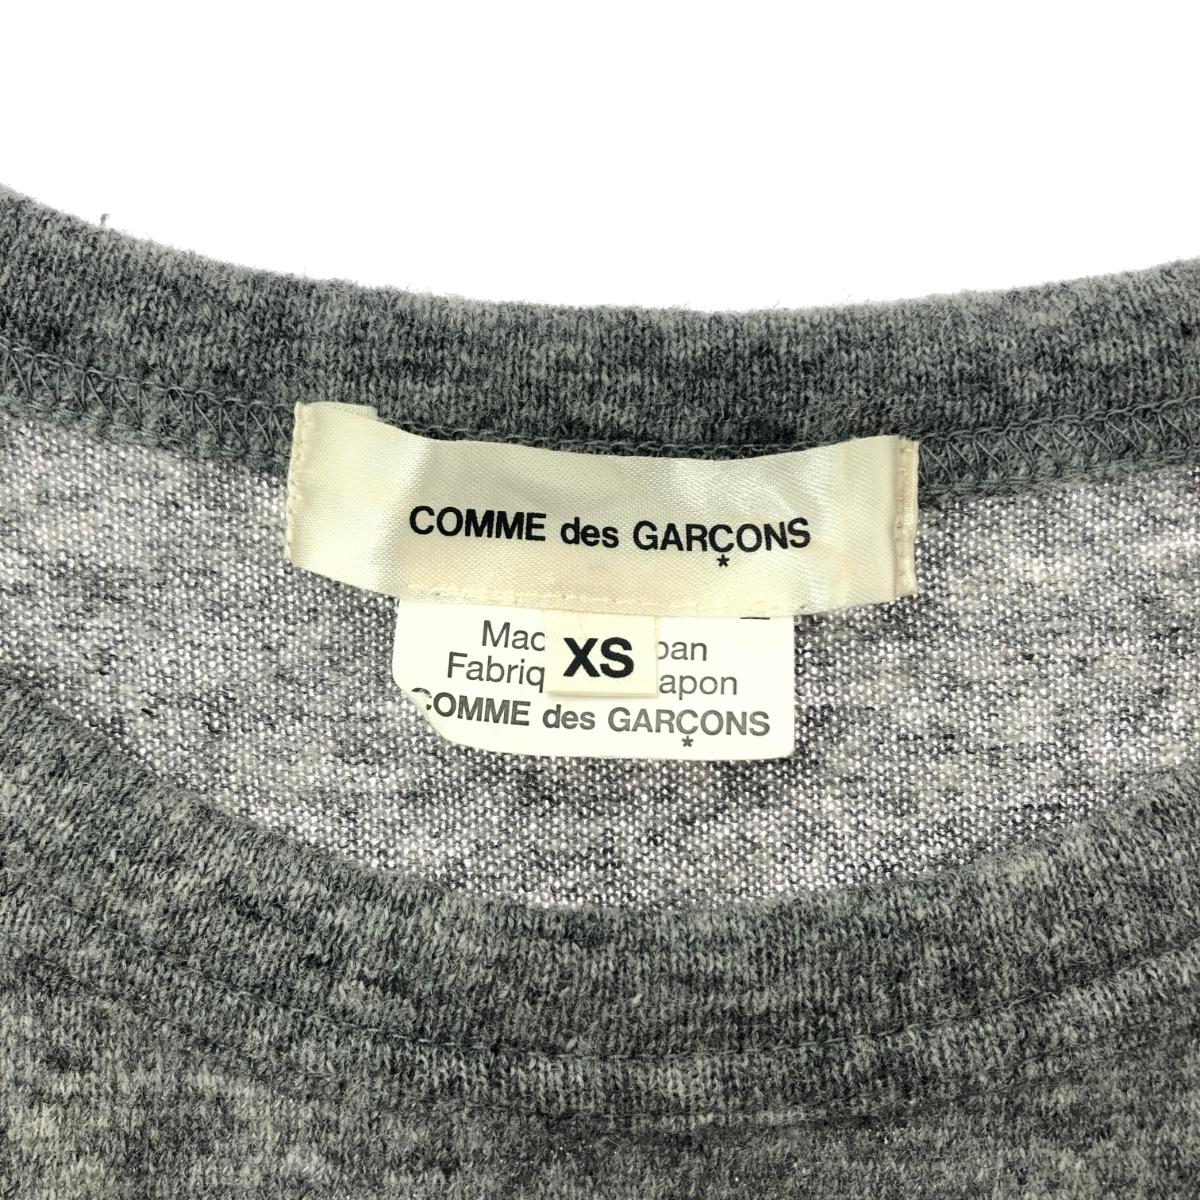 COMME des GARÇONS
*
XS
Mac pan
Fabriq apon
COMME des GARÇONS
*